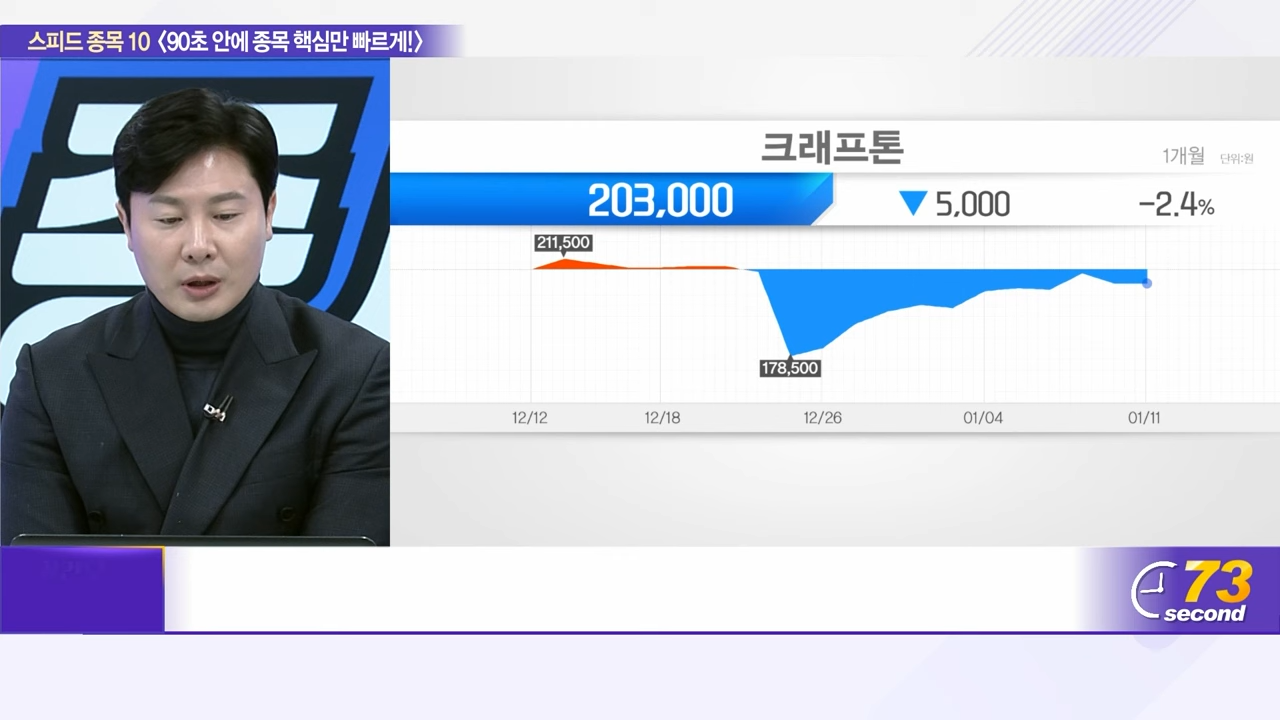 스피드 종목 10 〈90초 안에 종목 핵심만 빠르게!〉
크래프톤
1개월 단위:원
203,000 ▼ 5,000 -2.4%
211,500
178,500
12/12 12/18 12/26 01/04 01/11
73
second